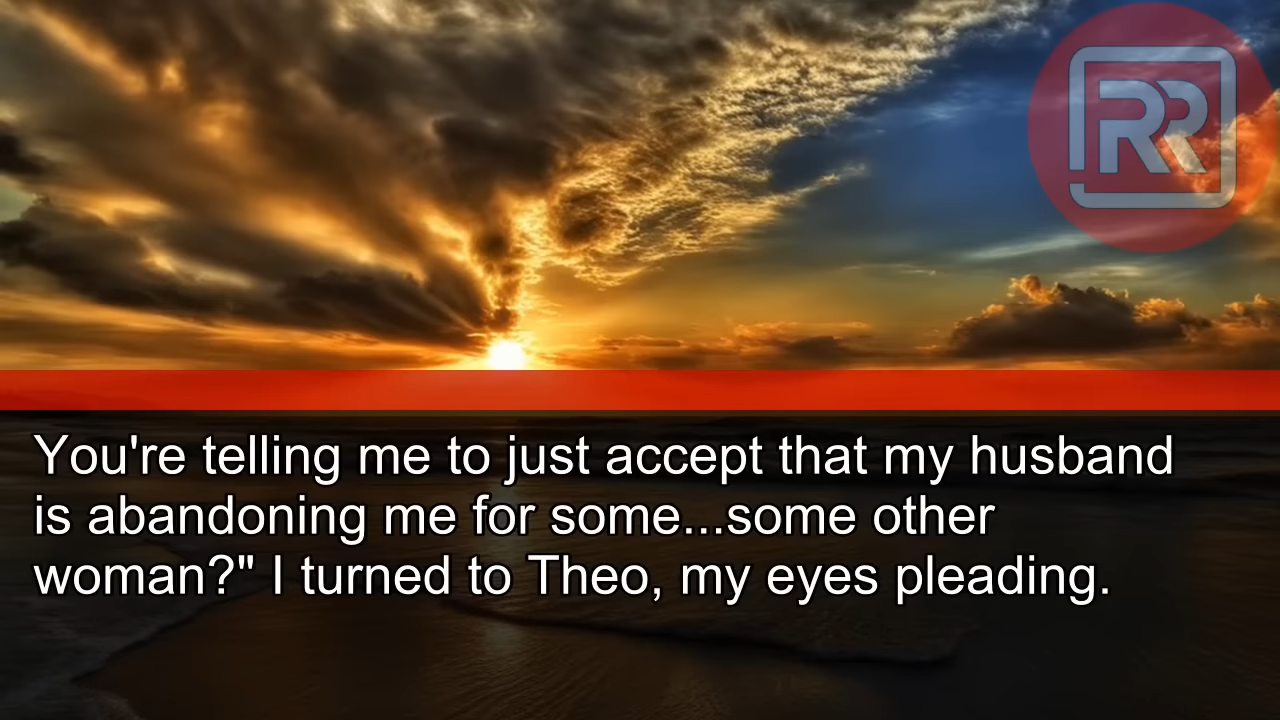 RR
You're telling me to just accept that my husband
is abandoning me for some...some other
woman?" I turned to Theo, my eyes pleading.